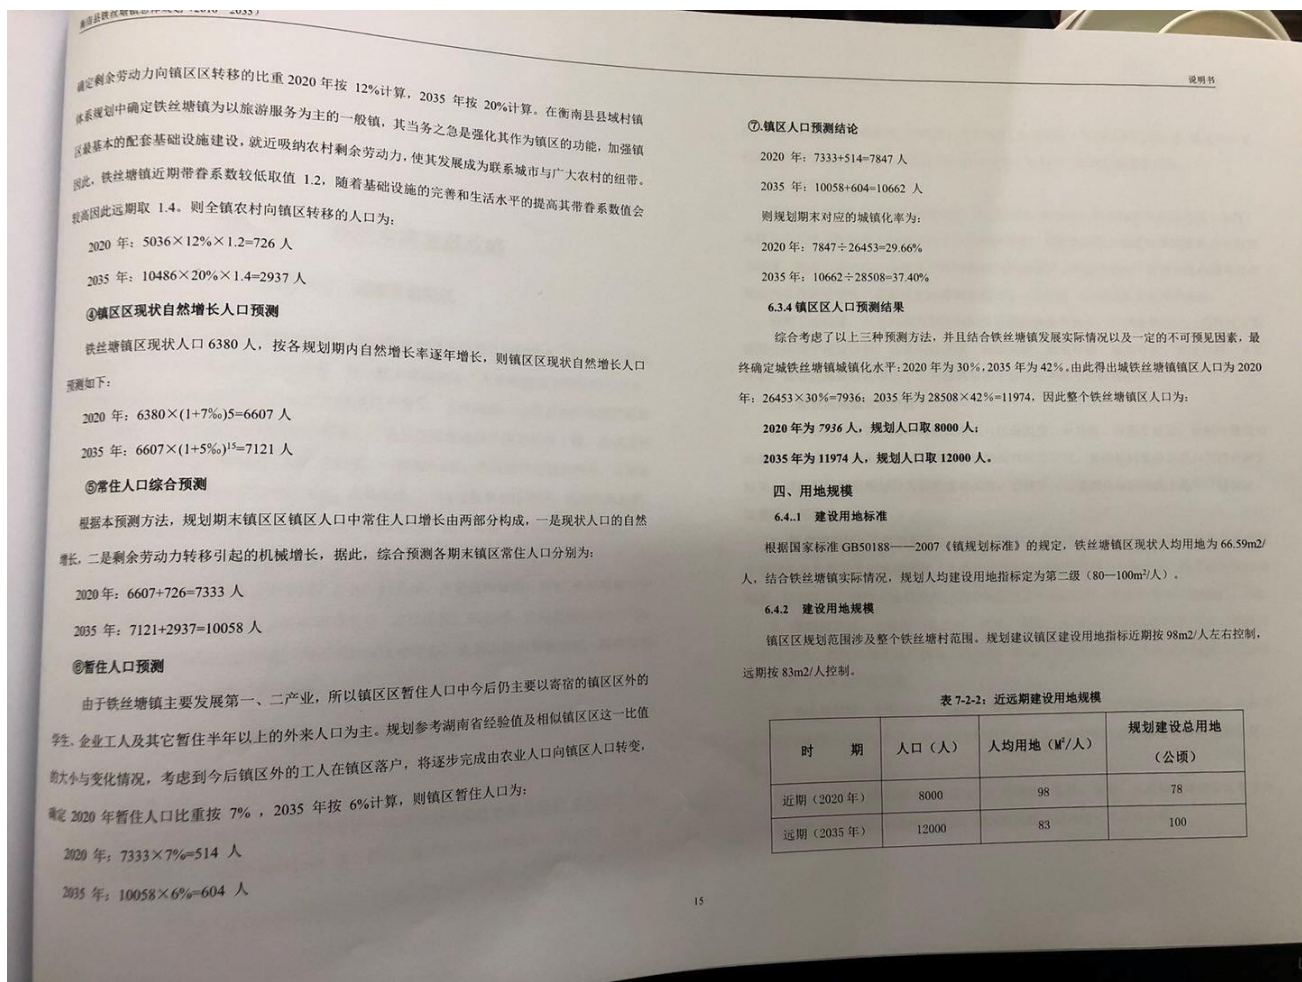 说明书
确定剩余劳动力向镇区区转移的比重 2020 年按 12%计算，2035 年按 20%计算。在衡南县县域村镇
体系规划中确定铁丝塘镇为以旅游服务为主的一般镇，其当务之急是强化其作为镇区的功能，加强镇
区最基本的配套基础设施建设，就近吸纳农村剩余劳动力，使其发展成为联系城市与广大农村的纽带。
因此，铁丝塘镇近期带眷系数较低取值 1.2，随着基础设施的完善和生活水平的提高其带眷系数值会
较高因此远期取 1.4。则全镇农村向镇区转移的人口为：
2020 年：5036×12%×1.2=726 人
2035 年：10486×20%×1.4=2937 人
④镇区区现状自然增长人口预测
铁丝塘镇区现状人口 6380 人，按各规划期内自然增长率逐年增长，则镇区区现状自然增长人口
预测如下：
2020 年：6380×(1+7‰)5=6607 人
2035 年：6607×(1+5‰)¹⁵=7121 人
⑤常住人口综合预测
根据本预测方法，规划期末镇区区镇区人口中常住人口增长由两部分构成，一是现状人口的自然
增长，二是剩余劳动力转移引起的机械增长，据此，综合预测各期末镇区常住人口分别为：
2020 年：6607+726=7333 人
2035 年：7121+2937=10058 人
⑥暂住人口预测
由于铁丝塘镇主要发展第一、二产业，所以镇区区暂住人口中今后仍主要以寄宿的镇区区外的
学生、企业工人及其它暂住半年以上的外来人口为主。规划参考湖南省经验值及相似镇区区这一比值
的大小与变化情况，考虑到今后镇区外的工人在镇区落户，将逐步完成由农业人口向镇区人口转变，
确定 2020 年暂住人口比重按 7%，2035 年按 6%计算，则镇区暂住人口为：
2020 年：7333×7%=514 人
2035 年：10058×6%=604 人
⑦.镇区人口预测结论
2020 年：7333+514=7847 人
2035 年：10058+604=10662 人
则规划期末对应的城镇化率为：
2020 年：7847÷26453=29.66%
2035 年：10662÷28508=37.40%
6.3.4 镇区区人口预测结果
综合考虑了以上三种预测方法，并且结合铁丝塘镇发展实际情况以及一定的不可预见因素，最
终确定城铁丝塘镇城镇化水平：2020 年为 30%，2035 年为 42%。由此得出城铁丝塘镇镇区人口为 2020
年：26453×30%=7936；2035 年为 28508×42%=11974，因此整个铁丝塘镇区人口为：
2020 年为 7936 人，规划人口取 8000 人；
2035 年为 11974 人，规划人口取 12000 人。
四、用地规模
6.4..1 建设用地标准
根据国家标准 GB50188——2007《镇规划标准》的规定，铁丝塘镇区现状人均用地为 66.59m2/
人，结合铁丝塘镇实际情况，规划人均建设用地指标定为第二级（80—100m²/人）。
6.4.2 建设用地规模
镇区区规划范围涉及整个铁丝塘村范围。规划建议镇区建设用地指标近期按 98m2/人左右控制，
远期按 83m2/人控制。
表 7-2-2：近远期建设用地规模
时 期 人口（人） 人均用地（M²/人） 规划建设总用地（公顷）
近期（2020 年） 8000 98 78
远期（2035 年） 12000 83 100
15